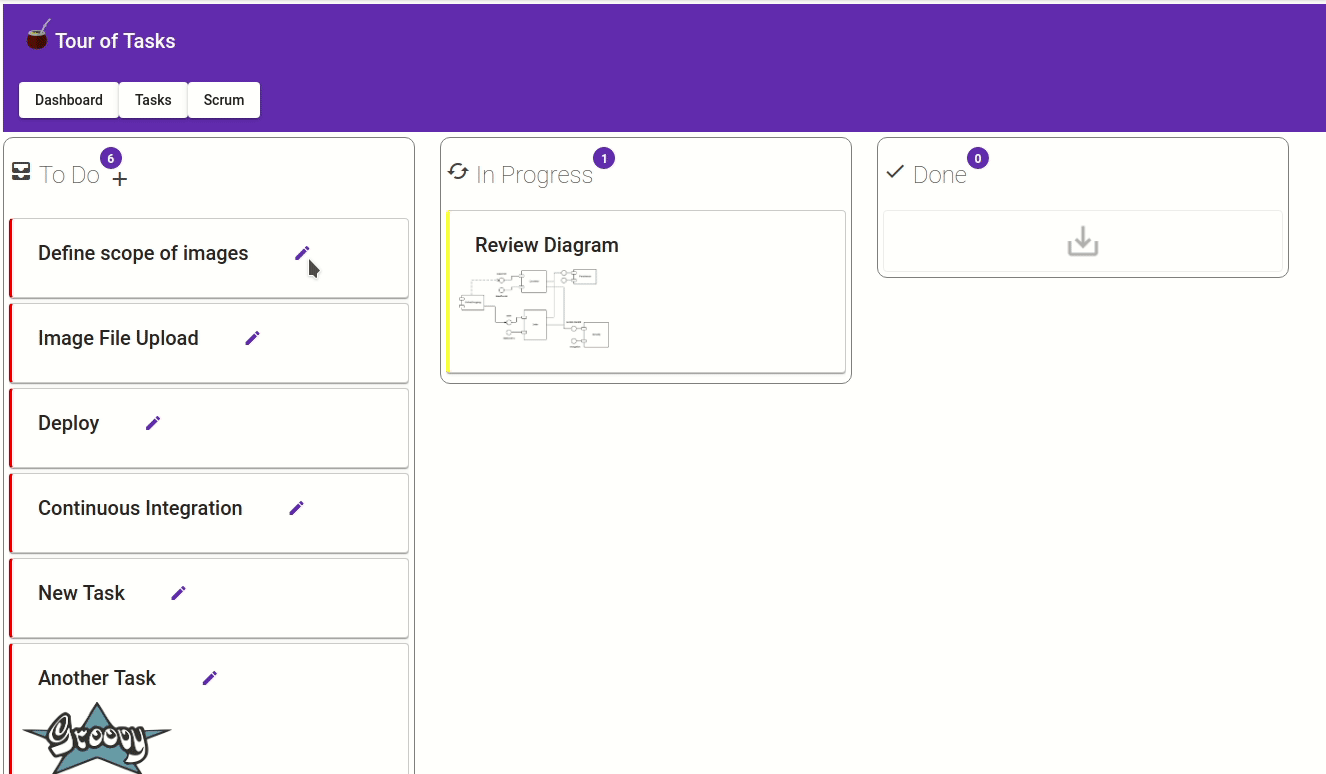 Tour of Tasks
Dashboard Tasks Scrum
To Do 6
Define scope of images
Image File Upload
Deploy
Continuous Integration
New Task
Another Task
Groovy
In Progress 1
Review Diagram
Done 0